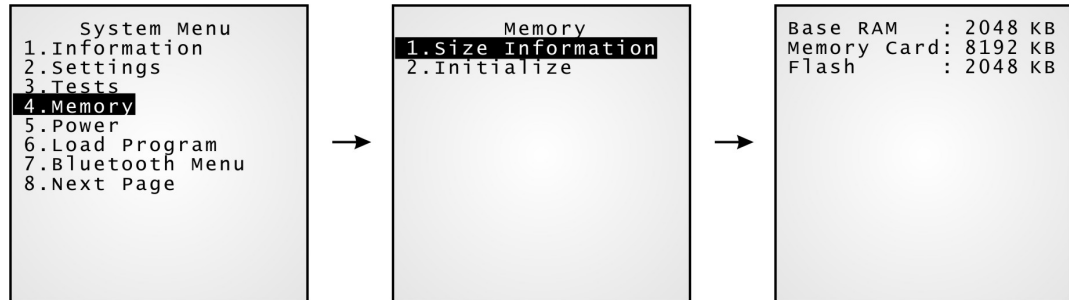 System Menu
1.Information
2.Settings
3.Tests
4.Memory
5.Power
6.Load Program
7.Bluetooth Menu
8.Next Page
Memory
1.Size Information
2.Initialize
Base RAM : 2048 KB
Memory Card: 8192 KB
Flash : 2048 KB